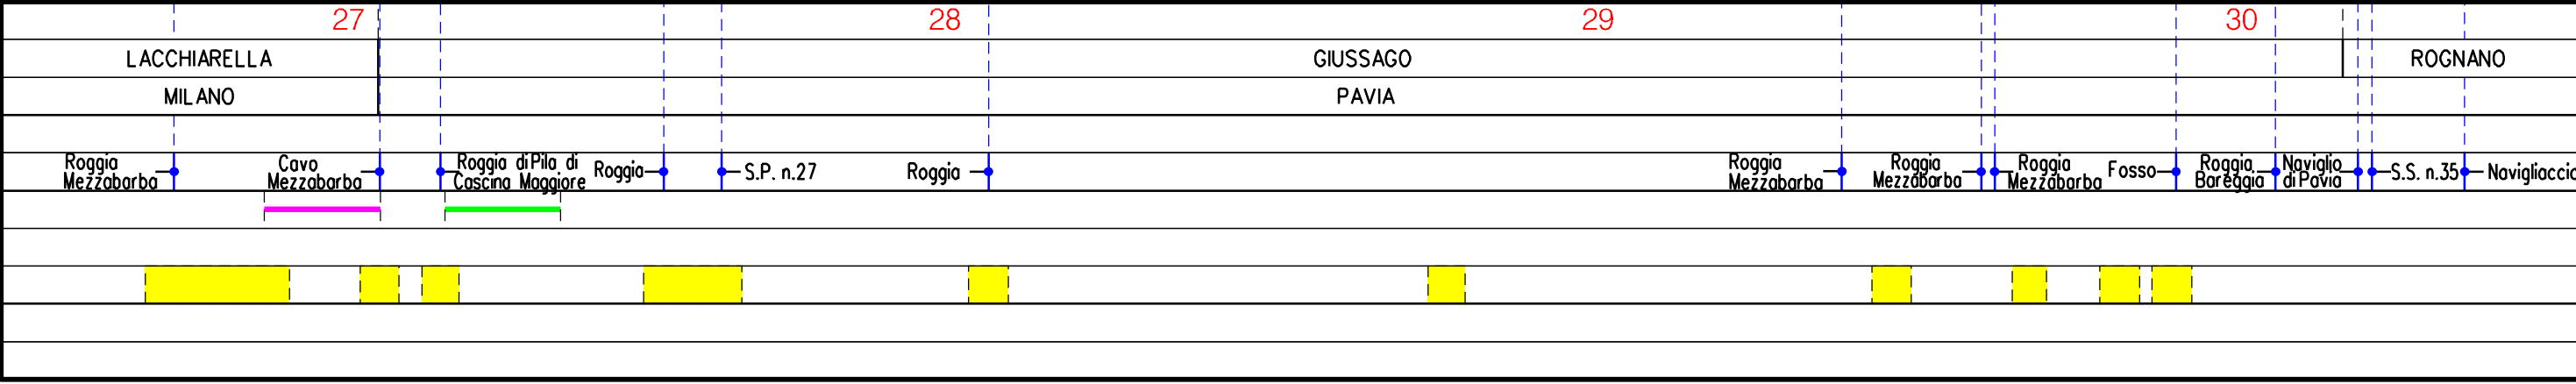 27 28 29 30
LACCHIARELLA GIUSSAGO ROGNANO
MILANO PAVIA
Roggia
Mezzabarba
Cavo
Mezzabarba
Roggia di Pila di
Cascina Maggiore
Roggia
S.P. n.27
Roggia
Roggia
Mezzabarba
Roggia
Mezzabarba
Roggia
Mezzabarba
Fosso
Roggia
Bareggia
Naviglio
di Pavia
S.S. n.35
Navigliaccio